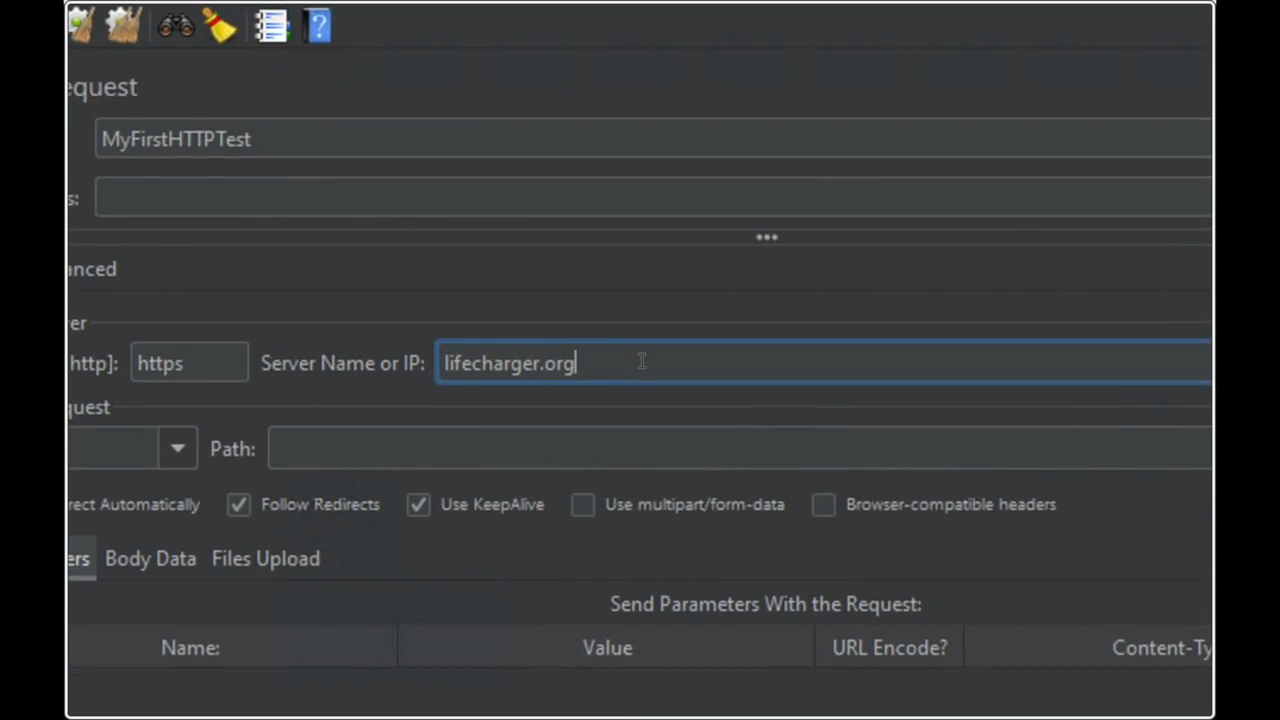 equest
MyFirstHTTPTest
s:
anced
er
http]: https Server Name or IP: lifecharger.org
quest
Path:
rect Automatically Follow Redirects Use KeepAlive Use multipart/form-data Browser-compatible headers
ers Body Data Files Upload
Send Parameters With the Request:
Name: Value URL Encode? Content-Ty